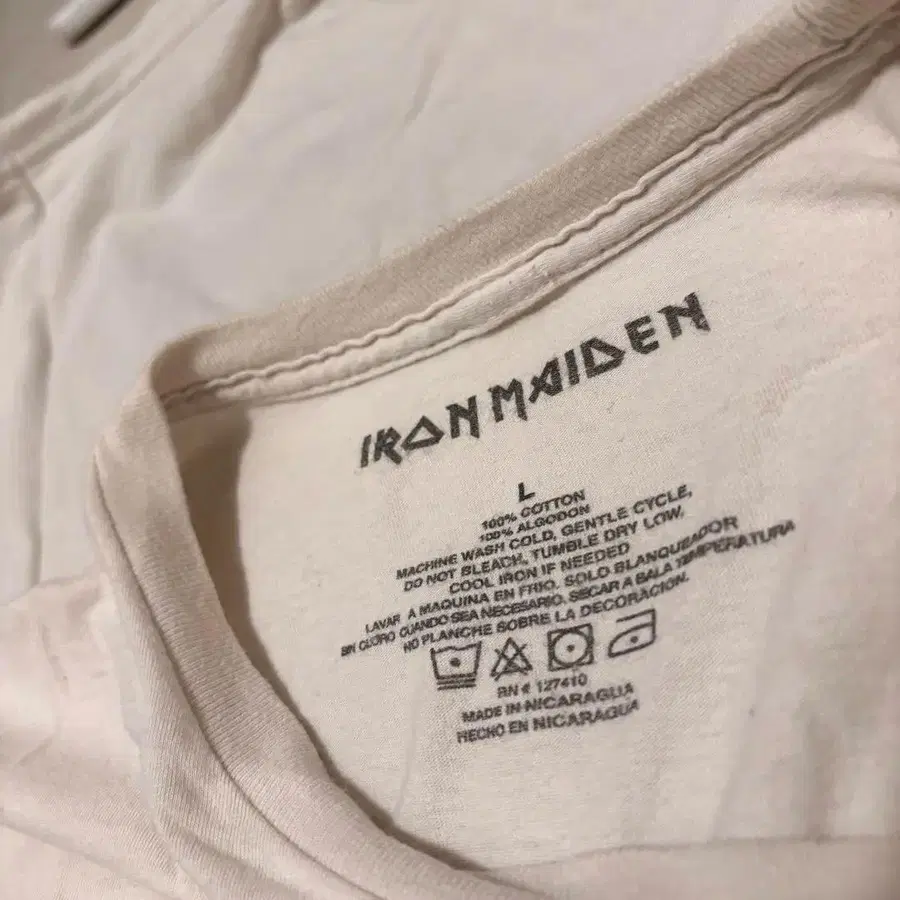 IRON MAIDEN
L
100% COTTON
100% ALGODON
MACHINE WASH COLD, GENTLE CYCLE,
DO NOT BLEACH, TUMBLE DRY LOW,
COOL IRON IF NEEDED
LAVAR A MAQUINA EN FRIO. SOLO BLANQUEADOR
SIN CLORO CUANDO SEA NECESARIO. SECAR A BAJA TEMPERATURA
NO PLANCHE SOBRE LA DECORACION.
RN # 127410
MADE IN NICARAGUA
HECHO EN NICARAGUA